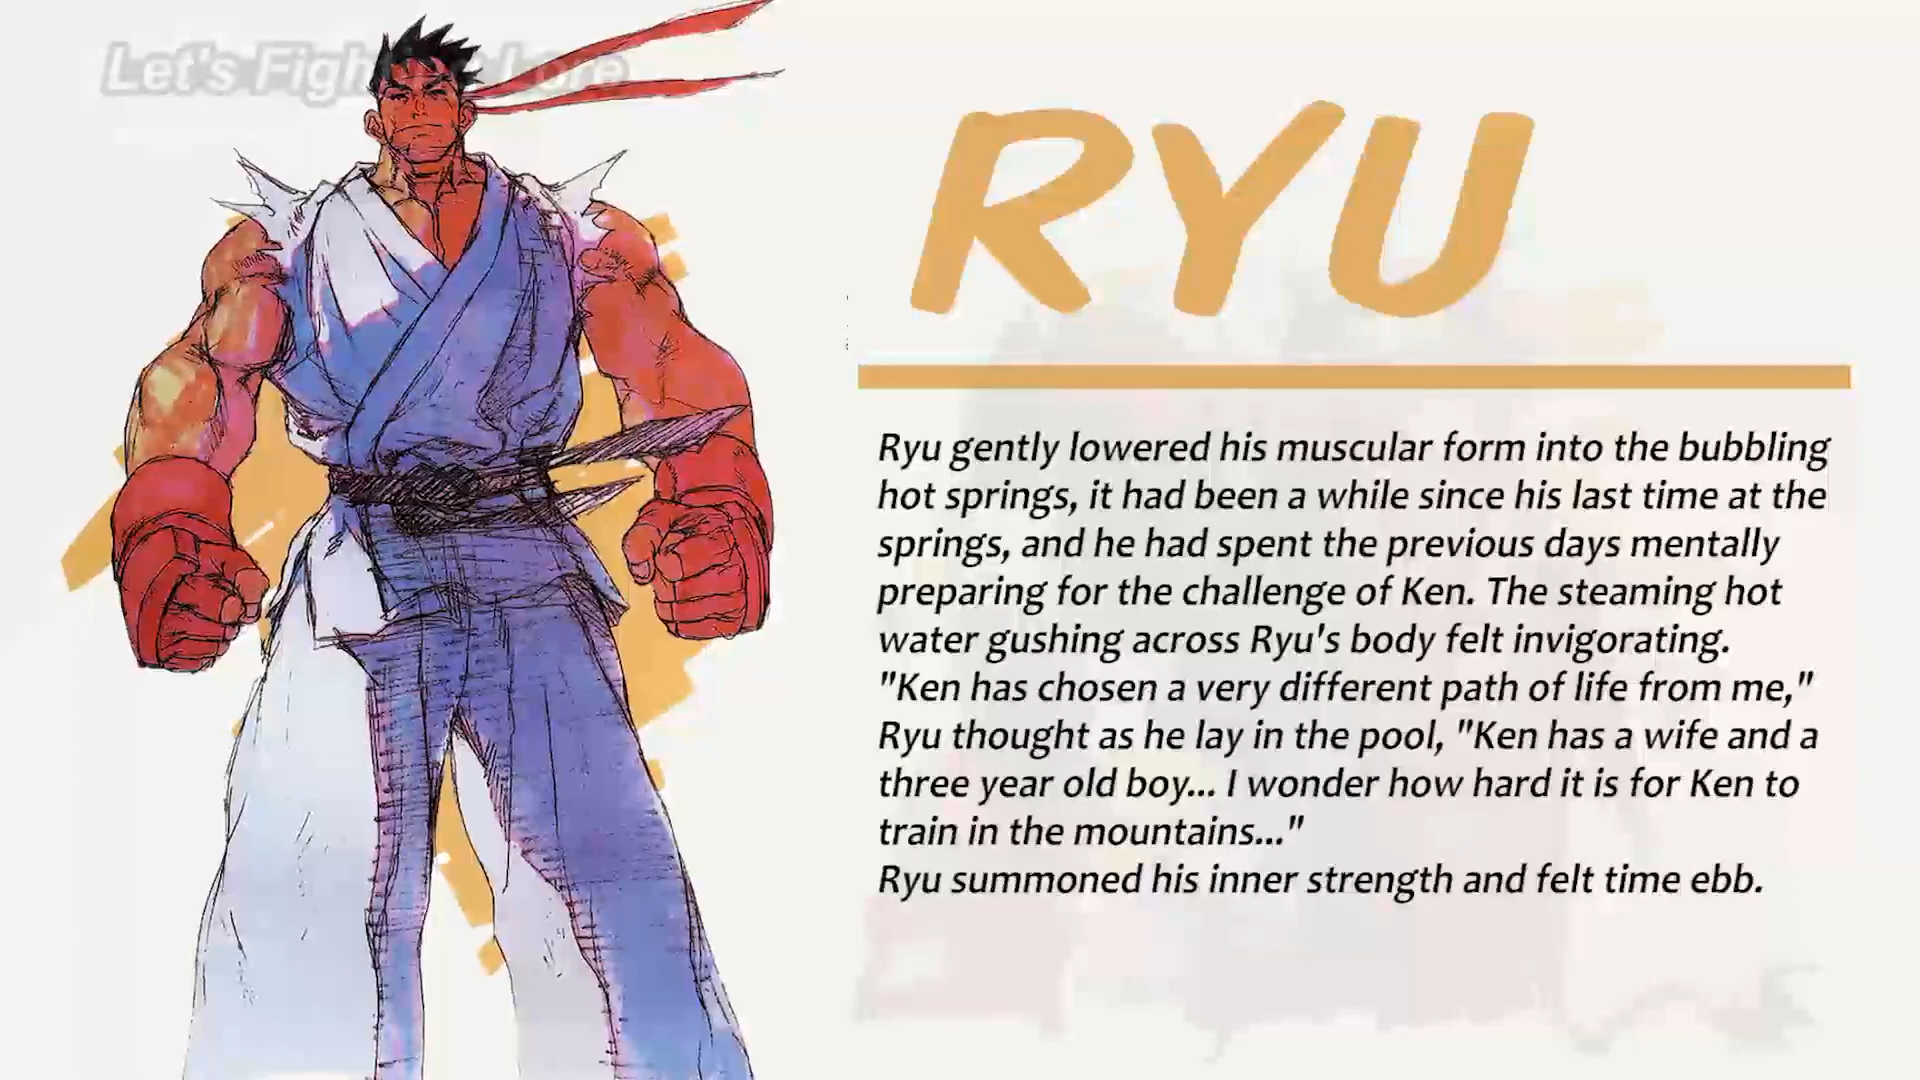 Let's Fight Lore
RYU
Ryu gently lowered his muscular form into the bubbling
hot springs, it had been a while since his last time at the
springs, and he had spent the previous days mentally
preparing for the challenge of Ken. The steaming hot
water gushing across Ryu's body felt invigorating.
"Ken has chosen a very different path of life from me,"
Ryu thought as he lay in the pool, "Ken has a wife and a
three year old boy... I wonder how hard it is for Ken to
train in the mountains..."
Ryu summoned his inner strength and felt time ebb.